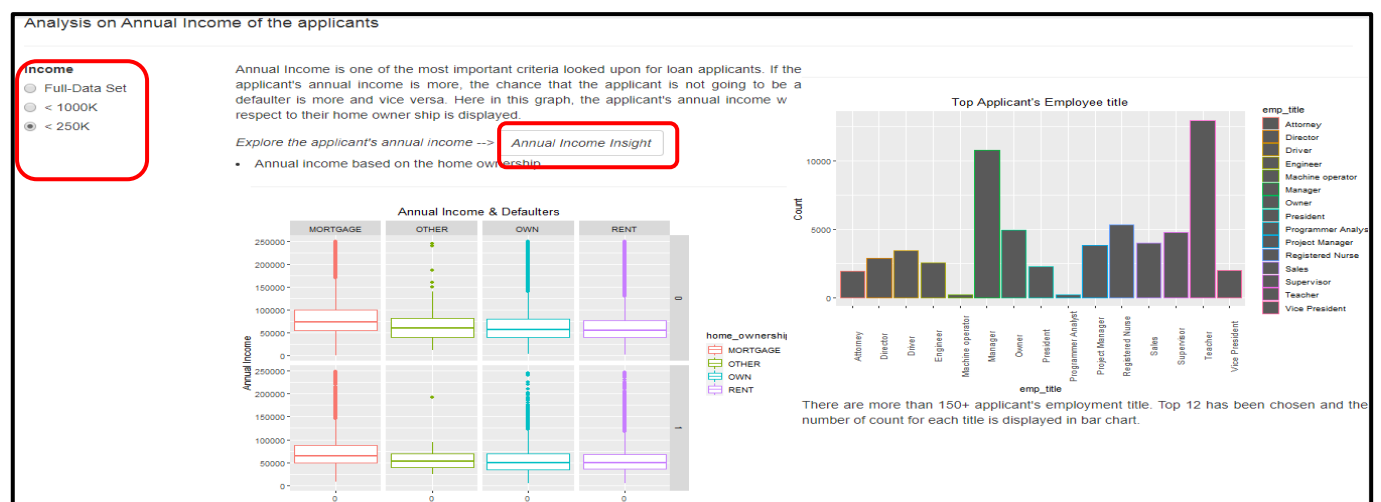 Analysis on Annual Income of the applicants
Income
Full-Data Set
< 1000K
< 250K
Annual Income is one of the most important criteria looked upon for loan applicants. If the
applicant's annual income is more, the chance that the applicant is not going to be a
defaulter is more and vice versa. Here in this graph, the applicant's annual income w
respect to their home owner ship is displayed.
Explore the applicant's annual income --> Annual Income Insight
• Annual income based on the home ownership
Annual Income & Defaulters
MORTGAGE OTHER OWN RENT
250000
200000
150000
100000
50000
0
0
250000
200000
150000
100000
50000
0
1
0 0 0 0
Annual Income
home_ownership
MORTGAGE
OTHER
OWN
RENT
Top Applicant's Employee title
Count
10000
5000
0
Attorney
Director
Driver
Engineer
Machine operator
Manager
Owner
President
Programmer Analyst
Project Manager
Registered Nurse
Sales
Supervisor
Teacher
Vice President
emp_title
emp_title
Attorney
Director
Driver
Engineer
Machine operator
Manager
Owner
President
Programmer Analys
Project Manager
Registered Nurse
Sales
Supervisor
Teacher
Vice President
There are more than 150+ applicant's employment title. Top 12 has been chosen and the
number of count for each title is displayed in bar chart.